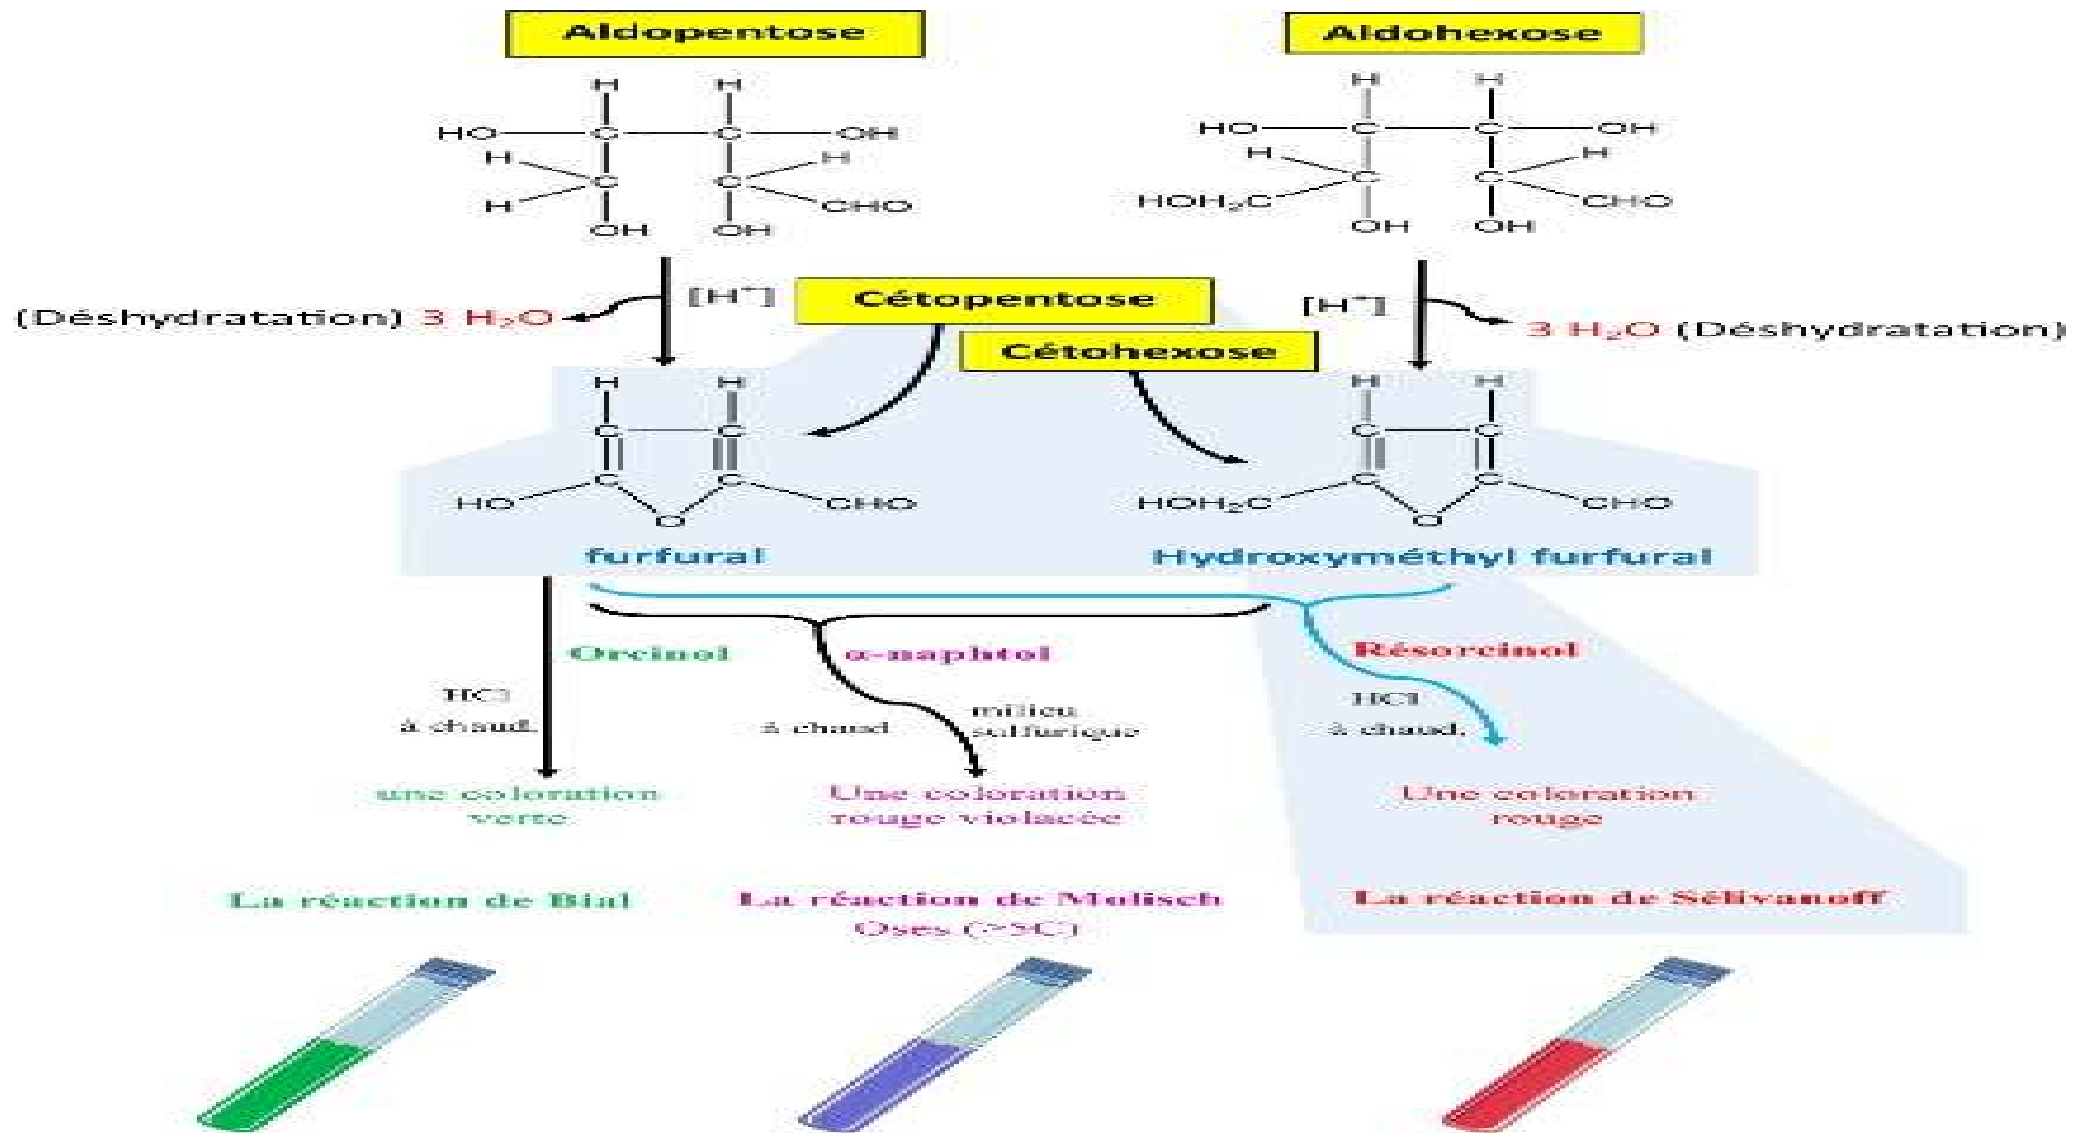 Aldopentose
Aldohexose
H H
HO C C OH
H C C H
H CHO
OH OH
H H
HO C C OH
H C C H
HOH₂C CHO
OH OH
[H⁺]
(Déshydratation) 3 H₂O
Cétopentose
Cétohexose
[H⁺]
3 H₂O (Déshydratation)
H H
C C
HO C C CHO
O
furfural
H H
C C
HOH₂C C C CHO
O
Hydroxyméthyl furfural
Orcinol
HCl
à chaud.
α-naphtol
à chaud
milieu
sulfurique
Résorcinol
HCl
à chaud.
une coloration
verte
Une coloration
rouge violacée
Une coloration
rouge
La réaction de Bial
La réaction de Molisch
Oses (>5C)
La réaction de Sélivanoff